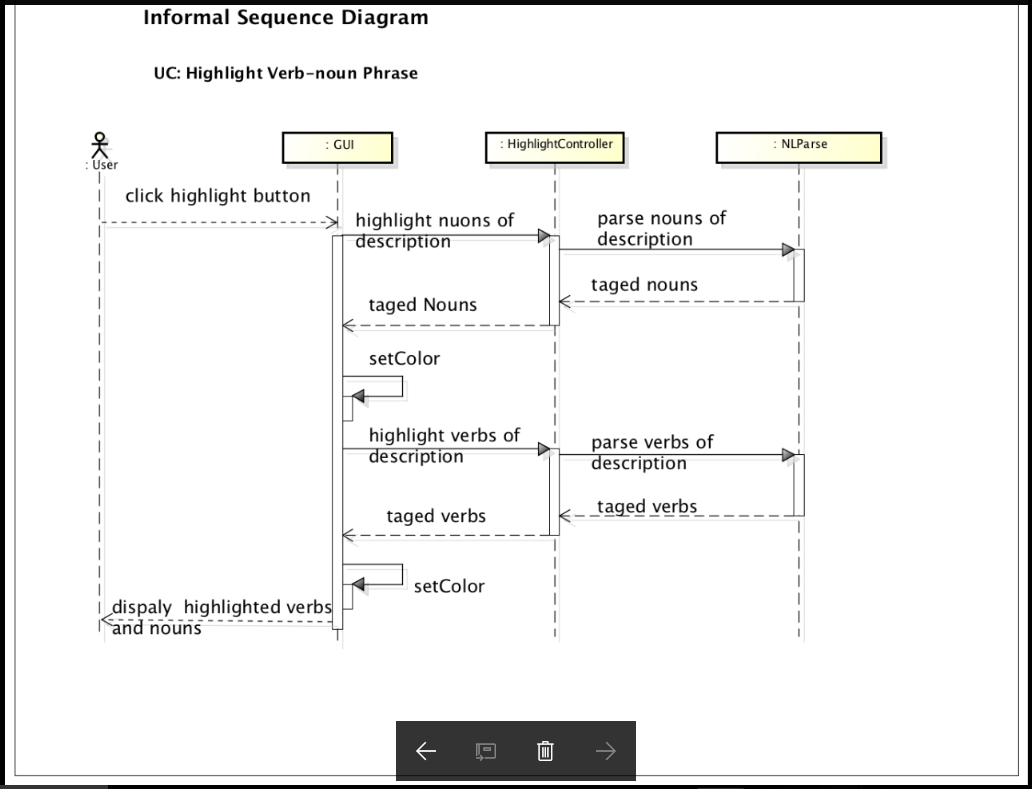 Informal Sequence Diagram
UC: Highlight Verb-noun Phrase
: User
: GUI
: HighlightController
: NLParse
click highlight button
highlight nuons of
description
parse nouns of
description
taged nouns
taged Nouns
setColor
highlight verbs of
description
parse verbs of
description
taged verbs
taged verbs
setColor
dispaly  highlighted verbs
and nouns